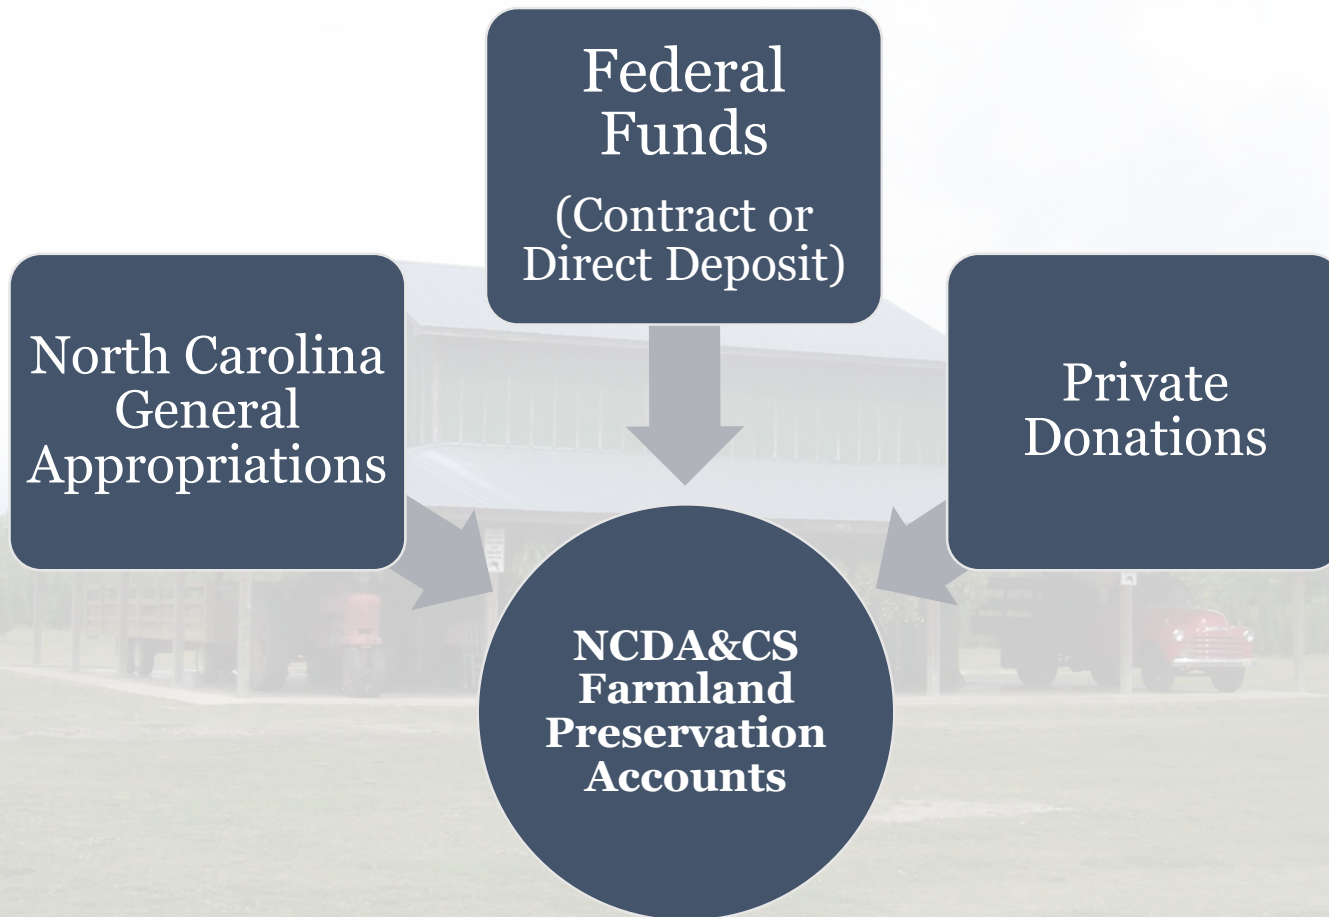 Federal
Funds
(Contract or
Direct Deposit)
North Carolina
General
Appropriations
Private
Donations
NCDA&CS
Farmland
Preservation
Accounts